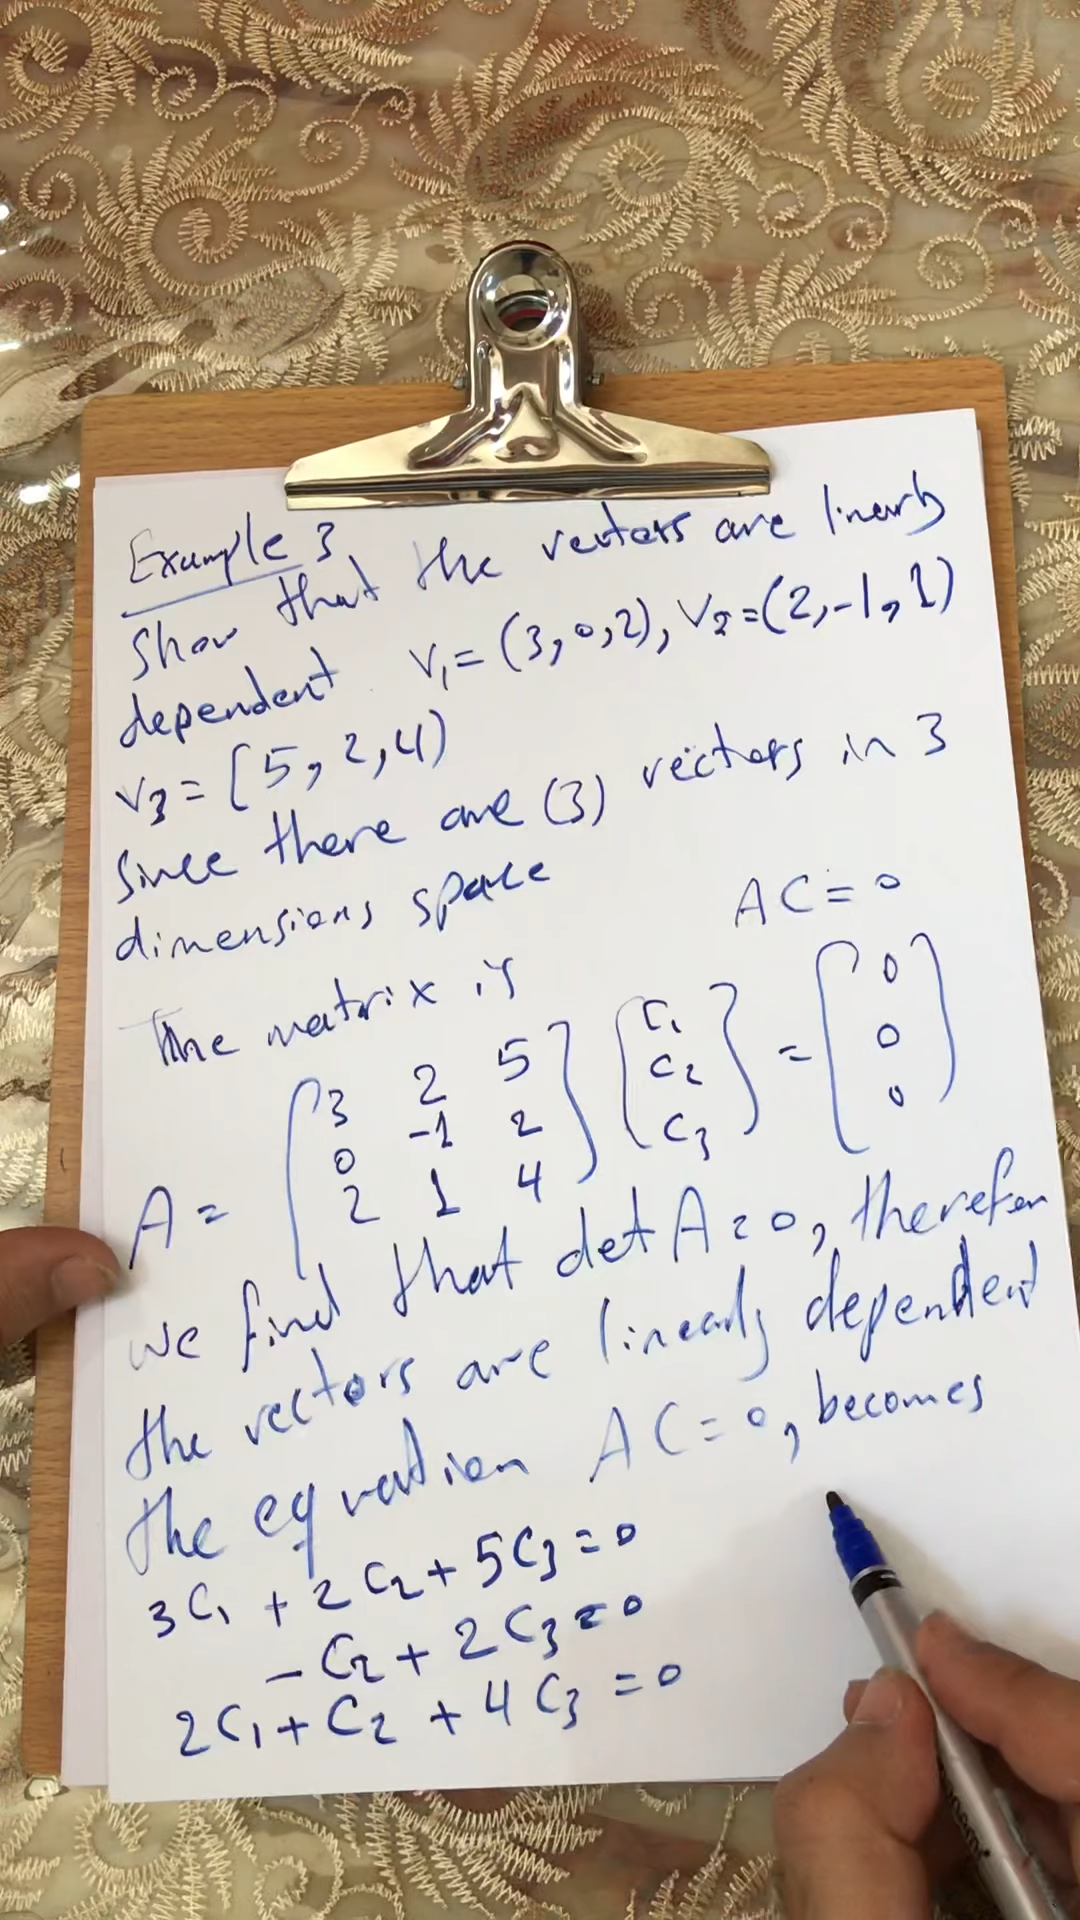 Example 3
Show that the vectors are linearly
dependent v₁=(3,0,2), v₂=(2,-1,1)
v₃=[5,2,4)
Since there are (3) vectors in 3
dimensions space
AC=0
The matrix is
A= [3 2 5] [C₁] = [0]
[0 -1 2] [C₂] [0]
[2 1 4] [C₃] [0]
we find that det A=0, therefore
the vectors are linearly dependent
the equation AC=0, becomes
3C₁+2C₂+5C₃=0
-C₂+2C₃=0
2C₁+C₂+4C₃=0